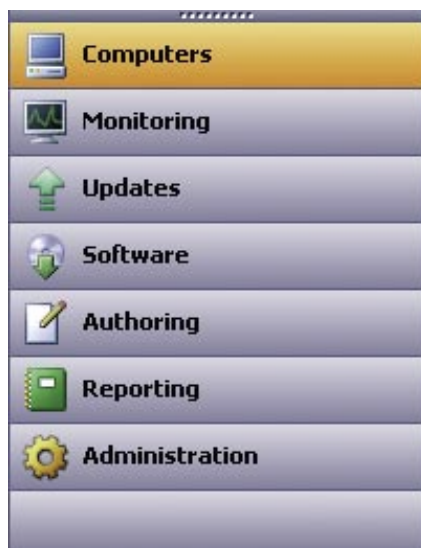 Computers
Monitoring
Updates
Software
Authoring
Reporting
Administration